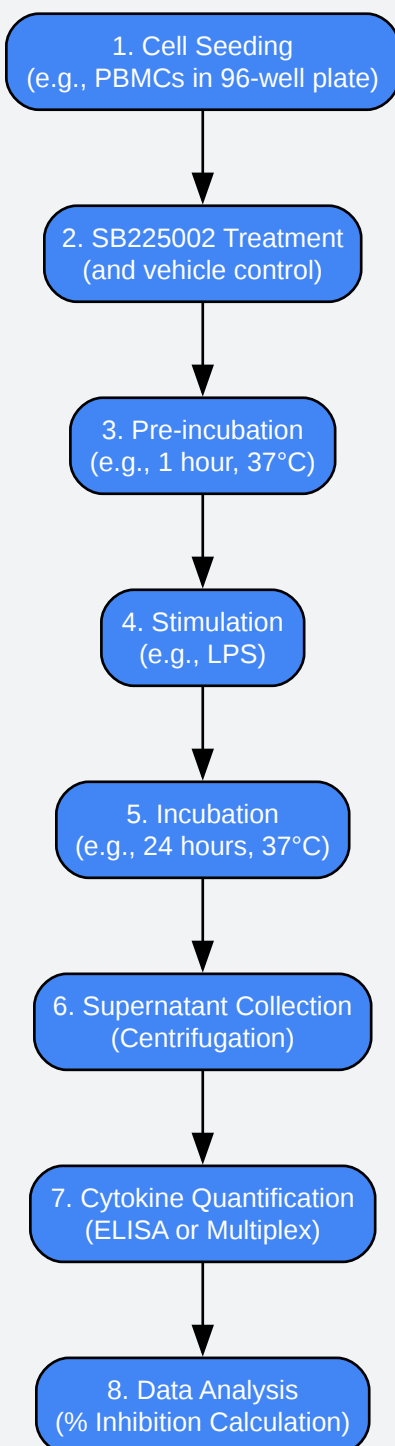 1. Cell Seeding
(e.g., PBMCs in 96-well plate)
2. SB225002 Treatment
(and vehicle control)
3. Pre-incubation
(e.g., 1 hour, 37°C)
4. Stimulation
(e.g., LPS)
5. Incubation
(e.g., 24 hours, 37°C)
6. Supernatant Collection
(Centrifugation)
7. Cytokine Quantification
(ELISA or Multiplex)
8. Data Analysis
(% Inhibition Calculation)